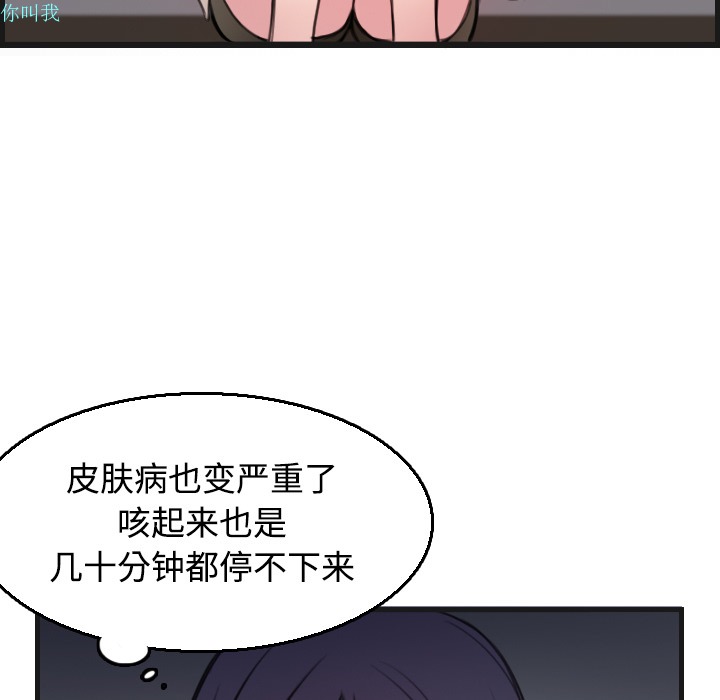 你叫我
皮肤病也变严重了
咳起来也是
几十分钟都停不下来